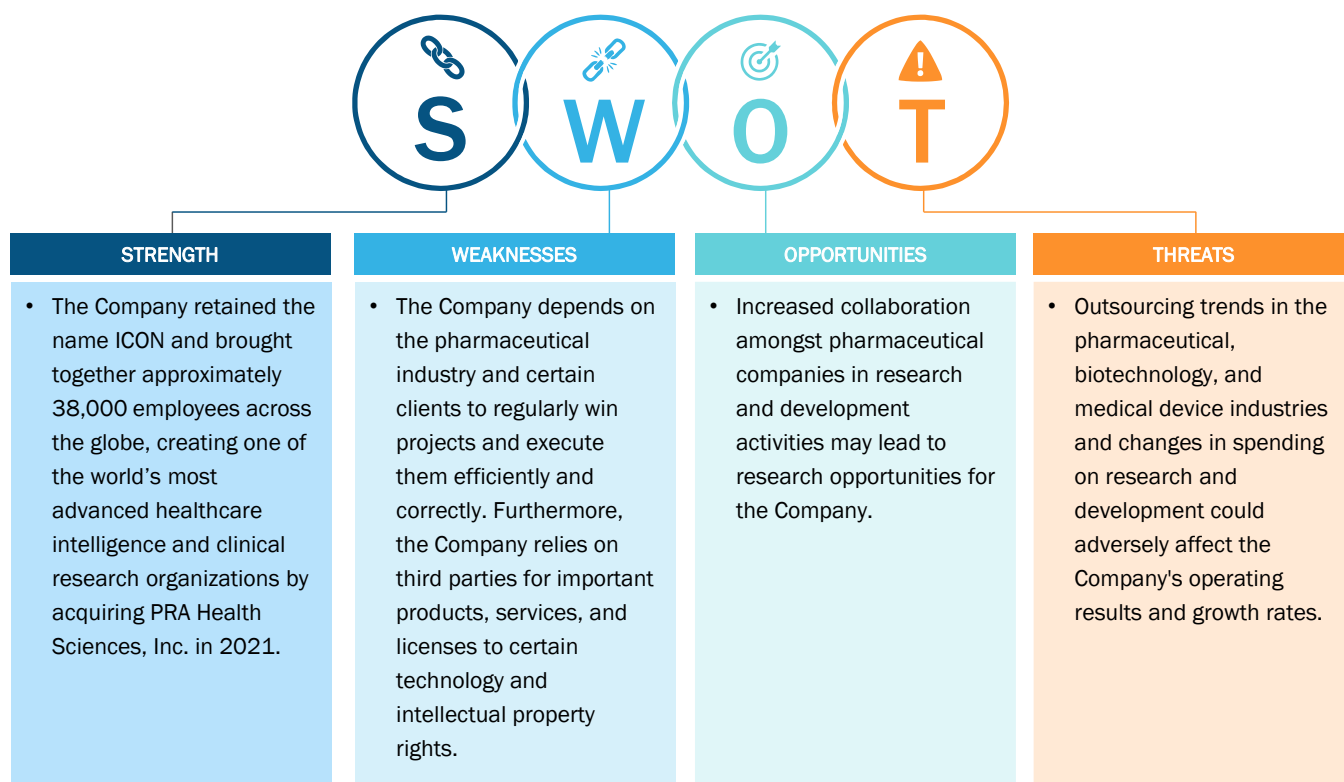 S
W
O
T
STRENGTH
• The Company retained the
name ICON and brought
together approximately
38,000 employees across
the globe, creating one of
the world’s most
advanced healthcare
intelligence and clinical
research organizations by
acquiring PRA Health
Sciences, Inc. in 2021.
WEAKNESSES
• The Company depends on
the pharmaceutical
industry and certain
clients to regularly win
projects and execute
them efficiently and
correctly. Furthermore,
the Company relies on
third parties for important
products, services, and
licenses to certain
technology and
intellectual property
rights.
OPPORTUNITIES
• Increased collaboration
amongst pharmaceutical
companies in research
and development
activities may lead to
research opportunities for
the Company.
THREATS
• Outsourcing trends in the
pharmaceutical,
biotechnology, and
medical device industries
and changes in spending
on research and
development could
adversely affect the
Company's operating
results and growth rates.